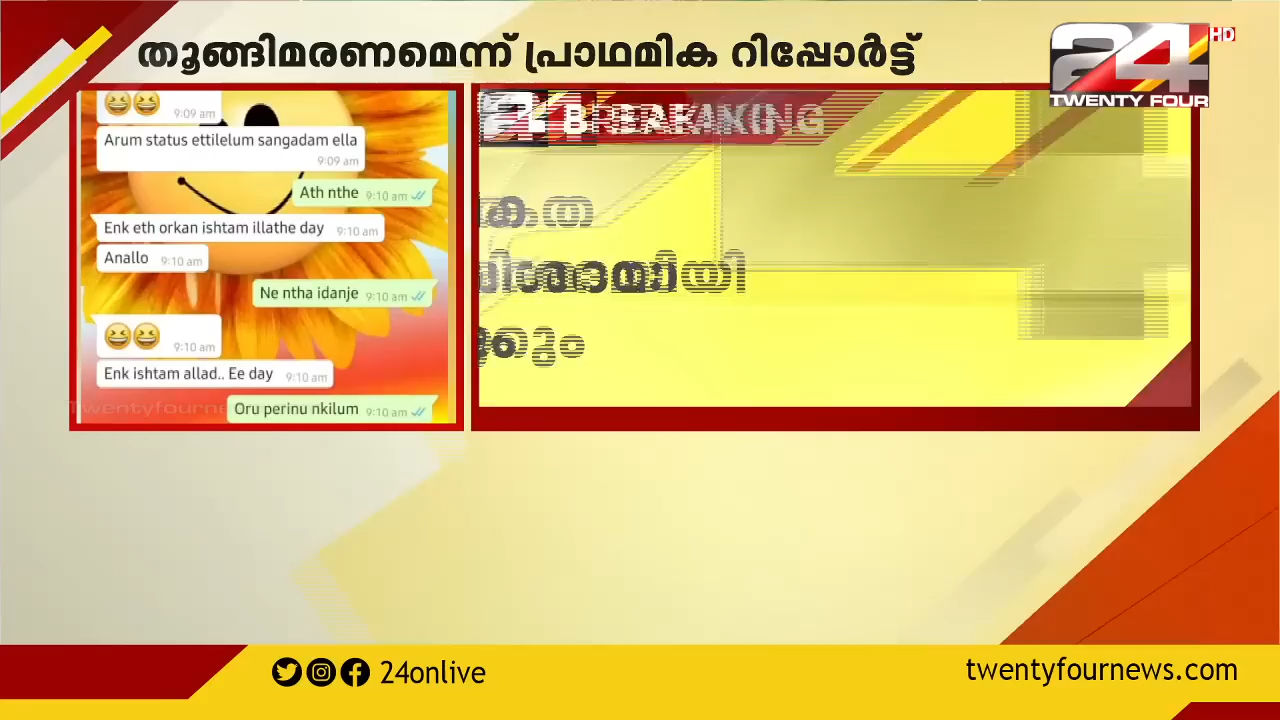 തൂങ്ങിമരണമെന്ന് പ്രാഥമിക റിപ്പോർട്ട്
24
HD
TWENTY FOUR
9:09 am
Arum status ettilelum sangadam ella
9:09 am
Ath nthe 9:10 am
Enk eth orkan ishtam illathe day 9:10 am
Anallo 9:10 am
Ne ntha idanje 9:10 am
9:10 am
Enk ishtam allad.. Ee day 9:10 am
Oru perinu nkilum 9:10 am
24 BREAKING
24onlive
twentyfournews.com